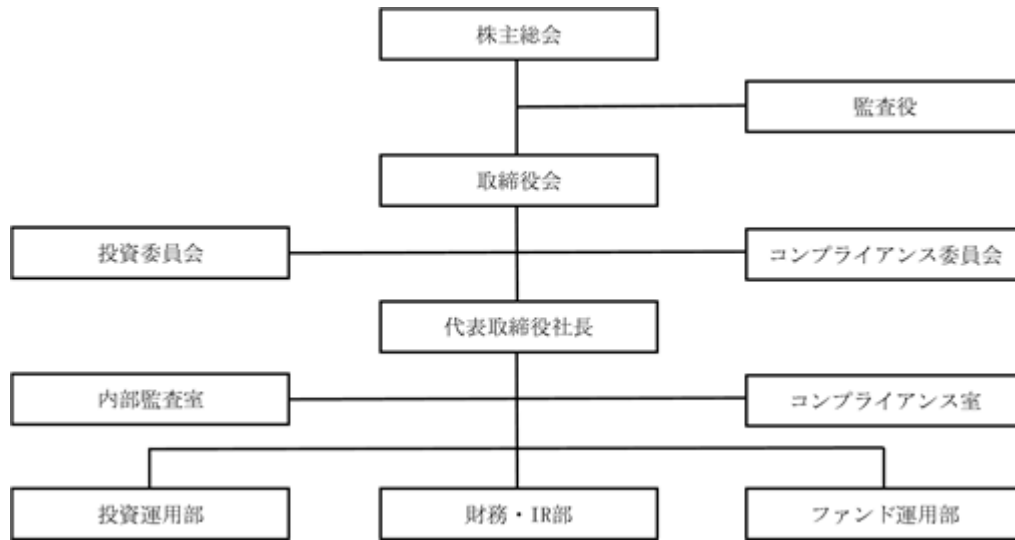 株主総会
監査役
取締役会
投資委員会
コンプライアンス委員会
代表取締役社長
内部監査室
コンプライアンス室
投資運用部
財務・IR部
ファンド運用部